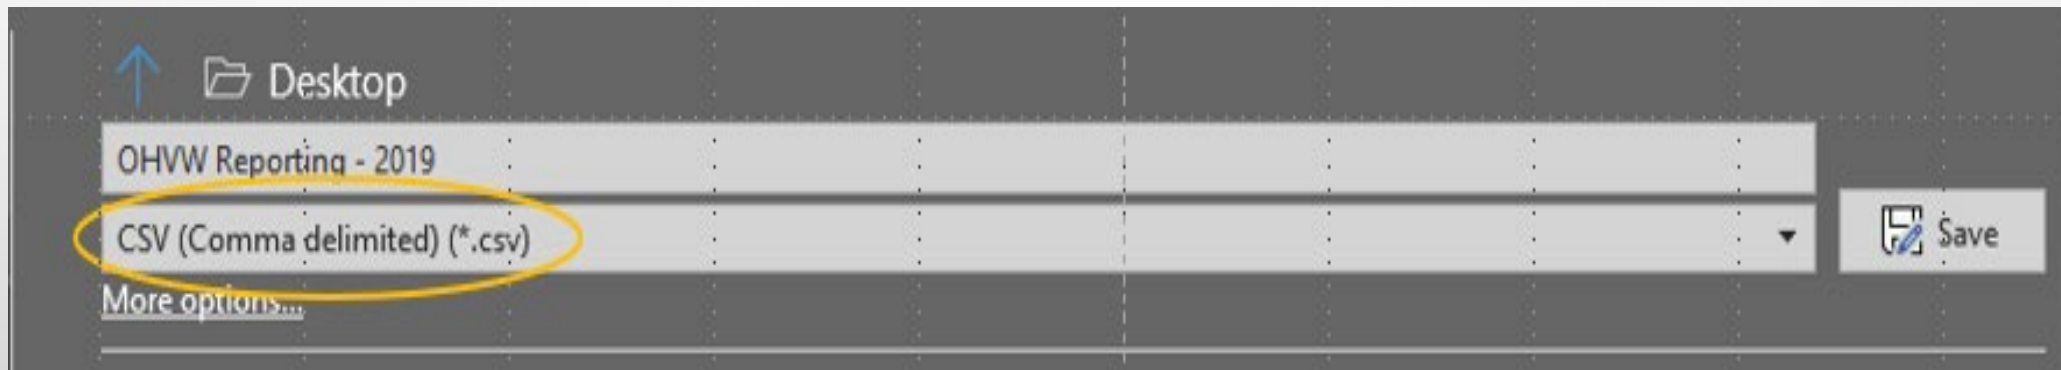 Desktop
OHVW Reporting - 2019
CSV (Comma delimited) (*.csv)
Save
More options...